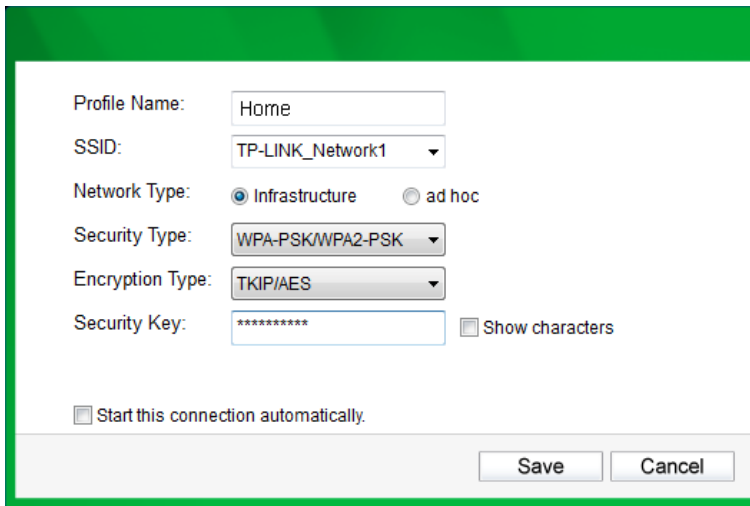 Profile Name: Home
SSID: TP-LINK_Network1
Network Type: Infrastructure ad hoc
Security Type: WPA-PSK/WPA2-PSK
Encryption Type: TKIP/AES
Security Key: ********** Show characters
Start this connection automatically.
Save Cancel